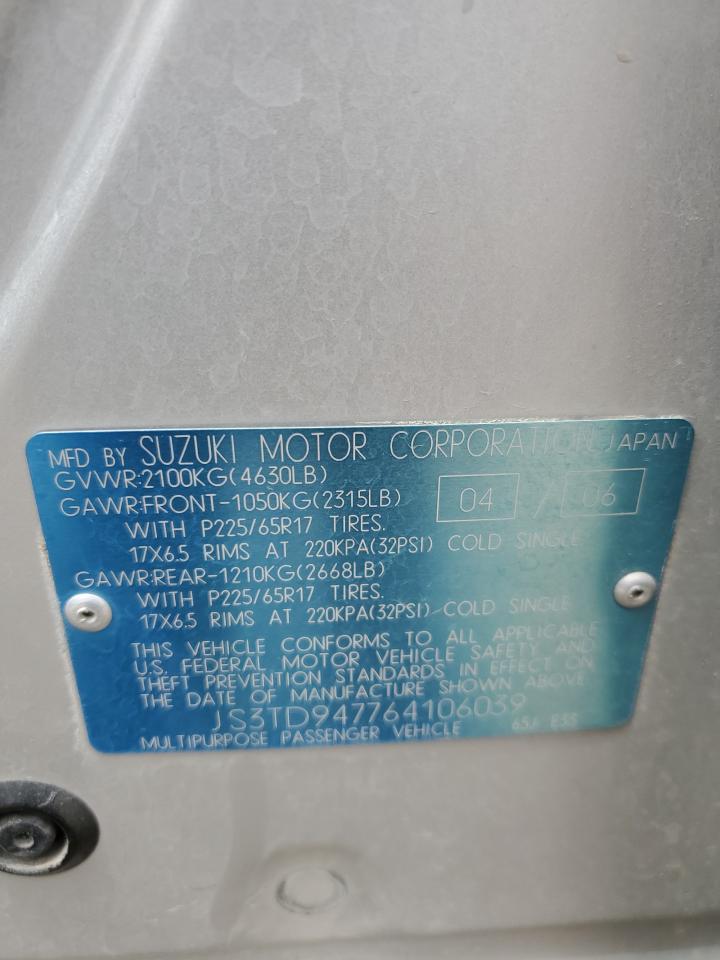 MFD BY SUZUKI MOTOR CORPORATION JAPAN
GVWR:2100KG(4630LB)
GAWR:FRONT-1050KG(2315LB) 04 / 06
WITH P225/65R17 TIRES.
17X6.5 RIMS AT 220KPA(32PSI) COLD SINGLE
GAWR:REAR-1210KG(2668LB)
WITH P225/65R17 TIRES.
17X6.5 RIMS AT 220KPA(32PSI) COLD SINGLE
THIS VEHICLE CONFORMS TO ALL APPLICABLE
U.S. FEDERAL MOTOR VEHICLE SAFETY AND
THEFT PREVENTION STANDARDS IN EFFECT ON
THE DATE OF MANUFACTURE SHOWN ABOVE.
JS3TD947764106039
MULTIPURPOSE PASSENGER VEHICLE